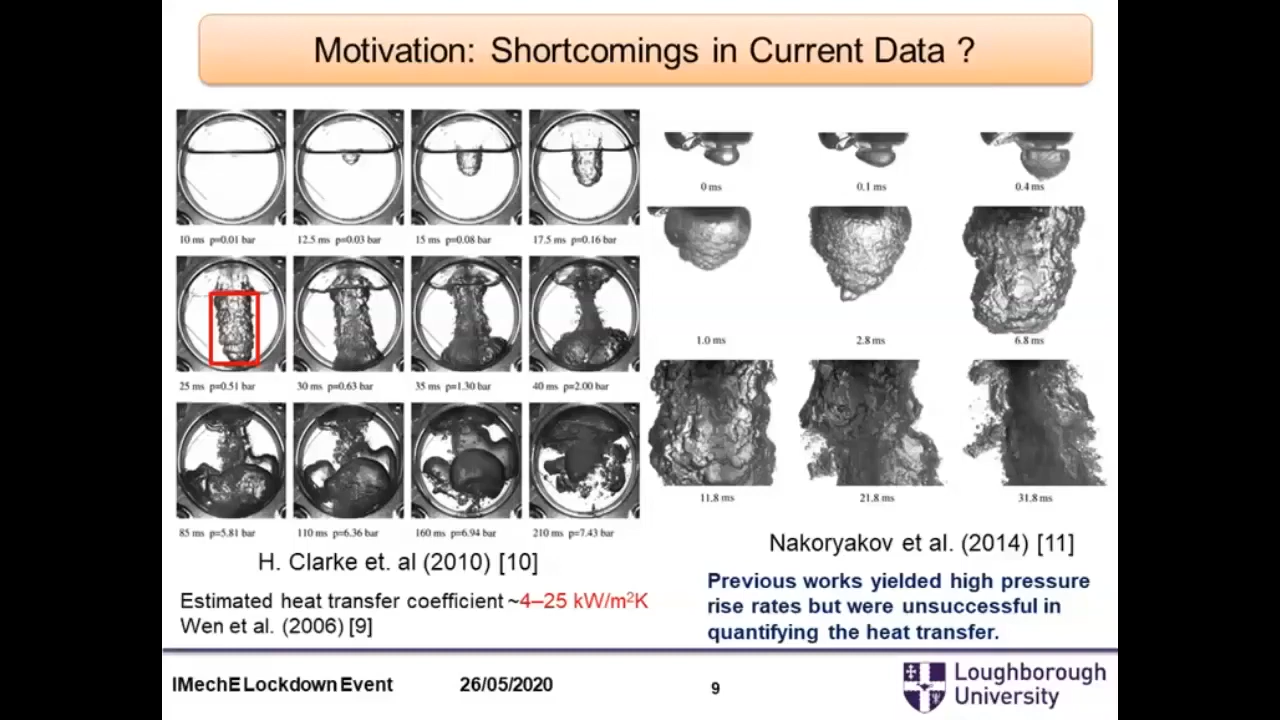 Motivation: Shortcomings in Current Data ?
10 ms p=0.01 bar
12.5 ms p=0.03 bar
15 ms p=0.08 bar
17.5 ms p=0.16 bar
25 ms p=0.51 bar
30 ms p=0.63 bar
35 ms p=1.30 bar
40 ms p=2.00 bar
85 ms p=5.81 bar
110 ms p=6.36 bar
160 ms p=6.94 bar
210 ms p=7.43 bar
H. Clarke et. al (2010) [10]
Estimated heat transfer coefficient ~4–25 kW/m²K
Wen et al. (2006) [9]
0 ms
0.1 ms
0.4 ms
1.0 ms
2.8 ms
6.8 ms
11.8 ms
21.8 ms
31.8 ms
Nakoryakov et al. (2014) [11]
Previous works yielded high pressure
rise rates but were unsuccessful in
quantifying the heat transfer.
IMechE Lockdown Event
26/05/2020
9
Loughborough
University